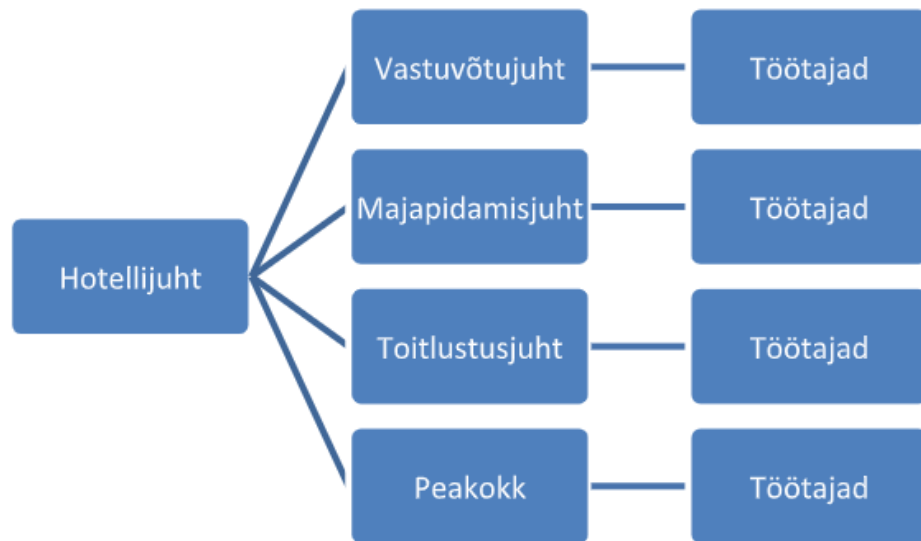 Hotellijuht
Vastuvõtujuht
Töötajad
Majapidamisjuht
Töötajad
Toitlustusjuht
Töötajad
Peakokk
Töötajad